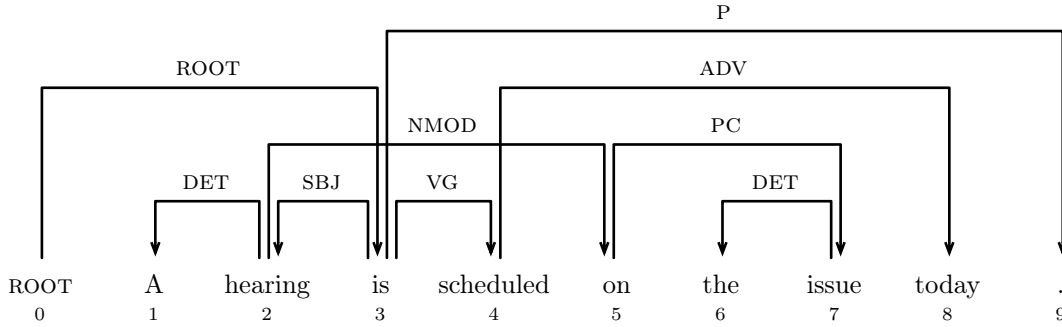 P
ROOT ADV
NMOD PC
DET SBJ VG DET
ROOT A hearing is scheduled on the issue today .
0 1 2 3 4 5 6 7 8 9